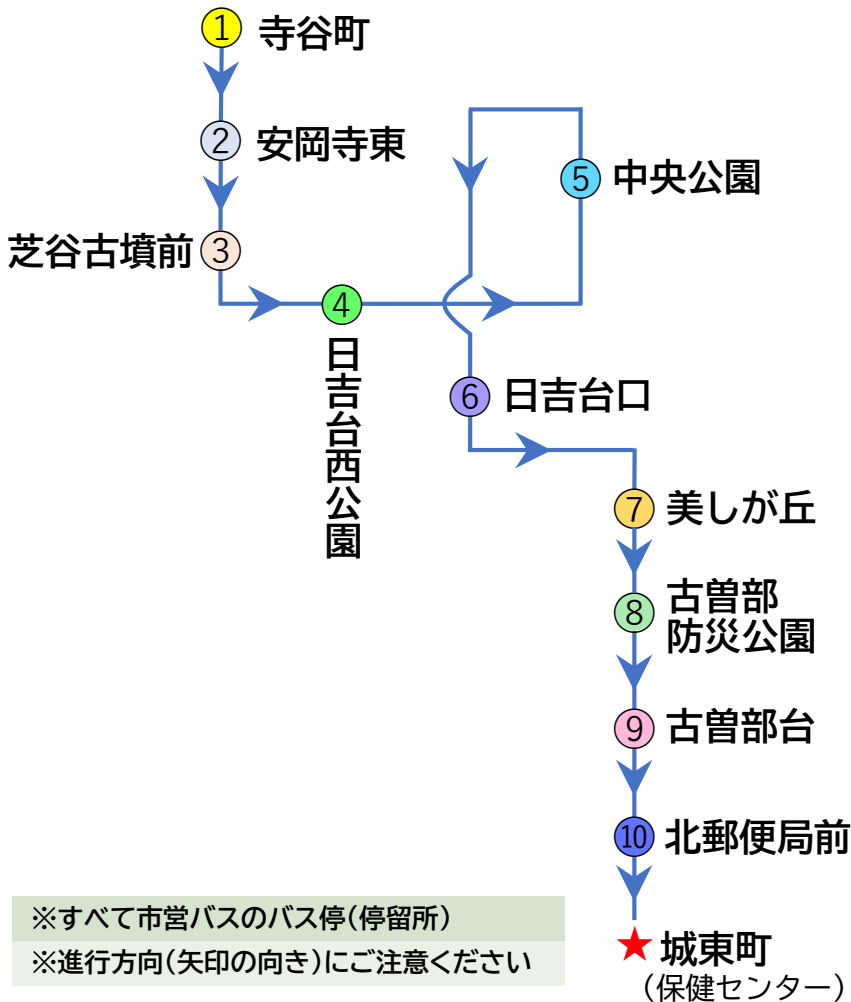 ① 寺谷町
② 安岡寺東
芝谷古墳前 ③
④
日吉台西公園
⑤ 中央公園
⑥ 日吉台口
⑦ 美しが丘
⑧ 古曽部
防災公園
⑨ 古曽部台
⑩ 北郵便局前
★ 城東町
(保健センター)
※すべて市営バスのバス停(停留所)
※進行方向(矢印の向き)にご注意ください